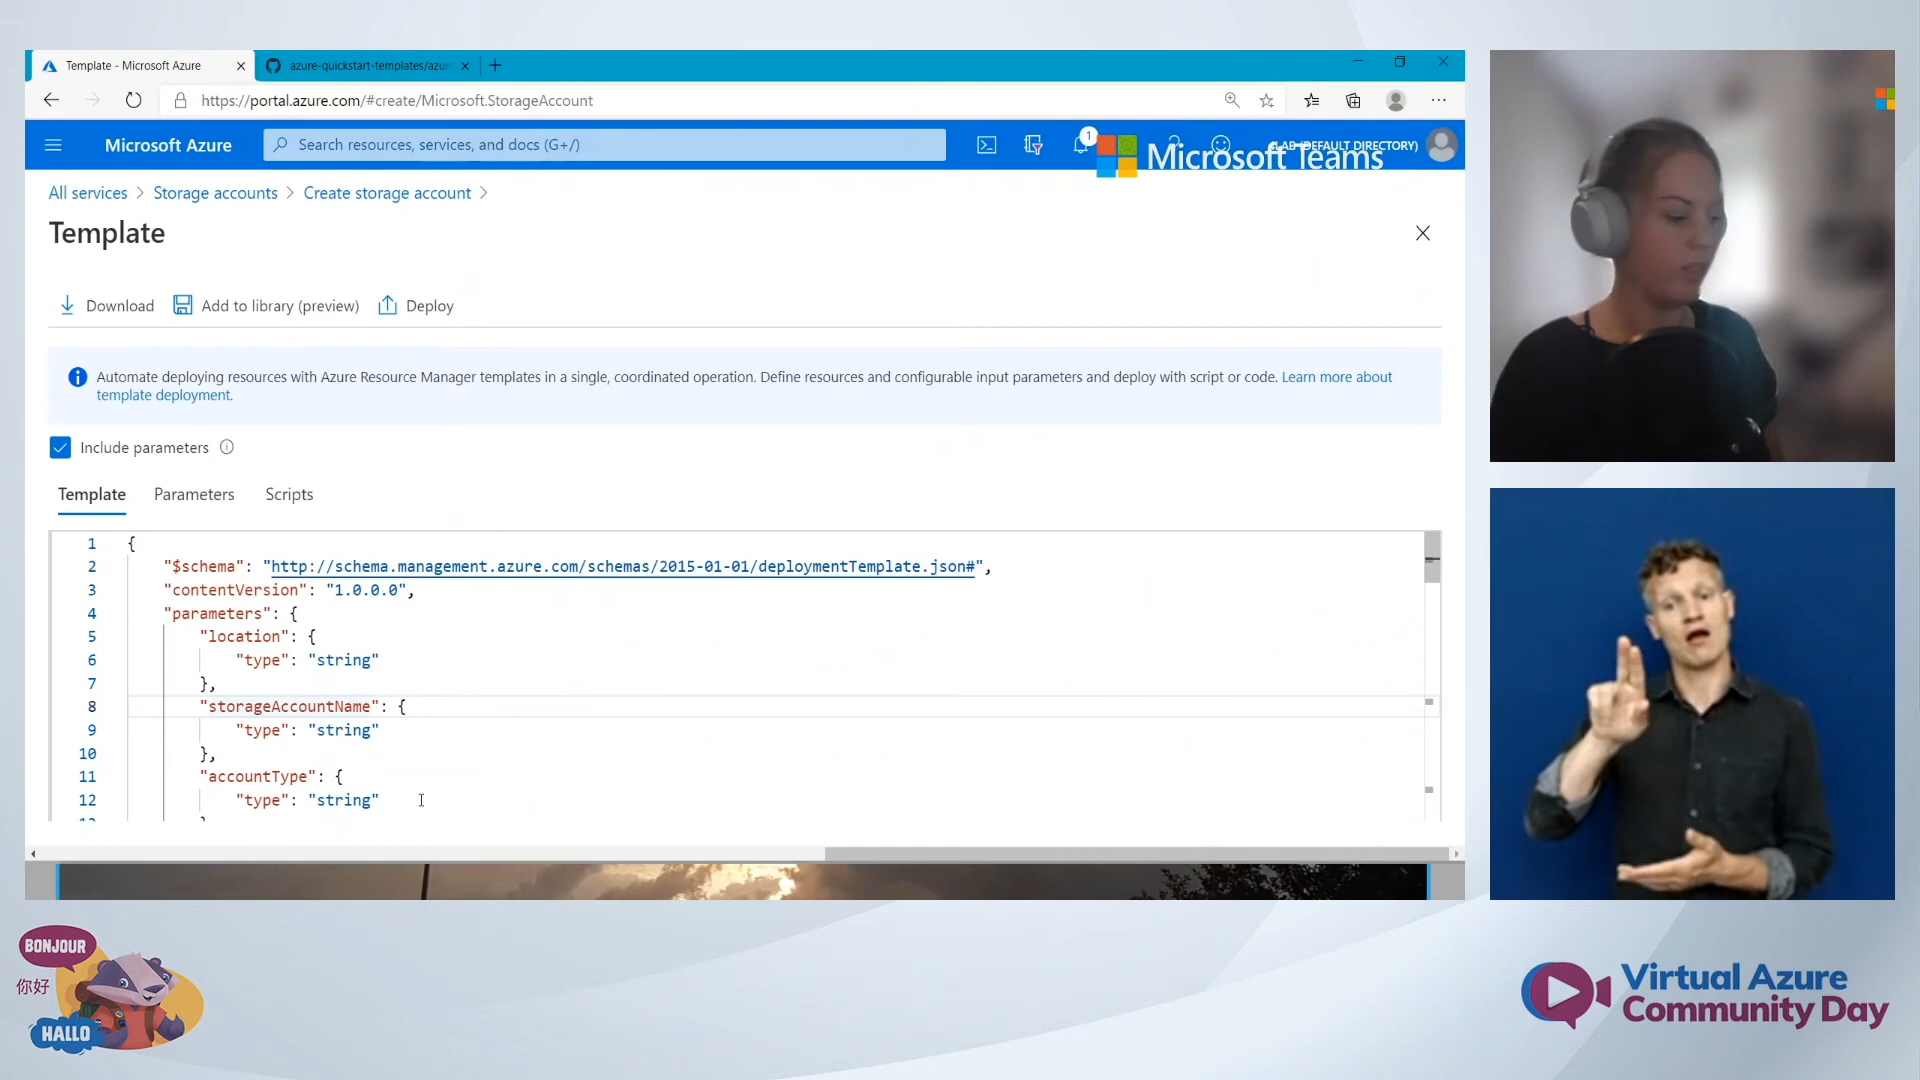 Template - Microsoft Azure
azure-quickstart-templates/azur
https://portal.azure.com/#create/Microsoft.StorageAccount
Microsoft Azure
Search resources, services, and docs (G+/)
1
Microsoft Teams
(DEFAULT DIRECTORY)
All services > Storage accounts > Create storage account >
Template
Download
Add to library (preview)
Deploy
Automate deploying resources with Azure Resource Manager templates in a single, coordinated operation. Define resources and configurable input parameters and deploy with script or code. Learn more about
template deployment.
Include parameters
Template
Parameters
Scripts
1 {
2 "$schema": "http://schema.management.azure.com/schemas/2015-01-01/deploymentTemplate.json#",
3 "contentVersion": "1.0.0.0",
4 "parameters": {
5 "location": {
6 "type": "string"
7 },
8 "storageAccountName": {
9 "type": "string"
10 },
11 "accountType": {
12 "type": "string"
BONJOUR
你好
HALLO
Virtual Azure
Community Day